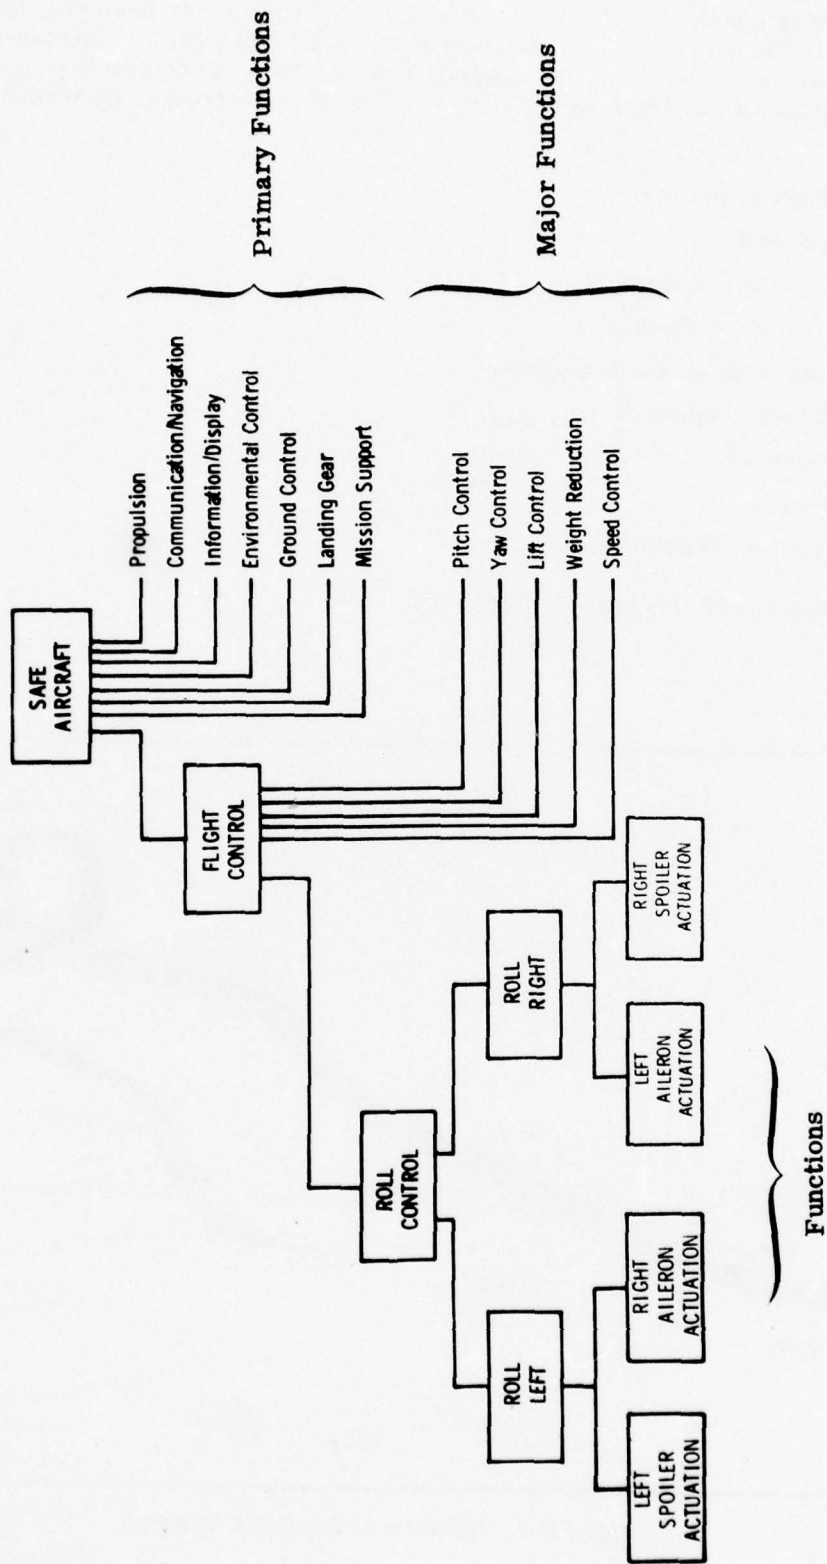 SAFE
AIRCRAFT
Propulsion
Communication/Navigation
Information/Display
Environmental Control
Ground Control
Landing Gear
Mission Support
Primary Functions
FLIGHT
CONTROL
Pitch Control
Yaw Control
Lift Control
Weight Reduction
Speed Control
Major Functions
ROLL
CONTROL
ROLL
LEFT
ROLL
RIGHT
LEFT
SPOILER
ACTUATION
RIGHT
AILERON
ACTUATION
LEFT
AILERON
ACTUATION
RIGHT
SPOILER
ACTUATION
Functions